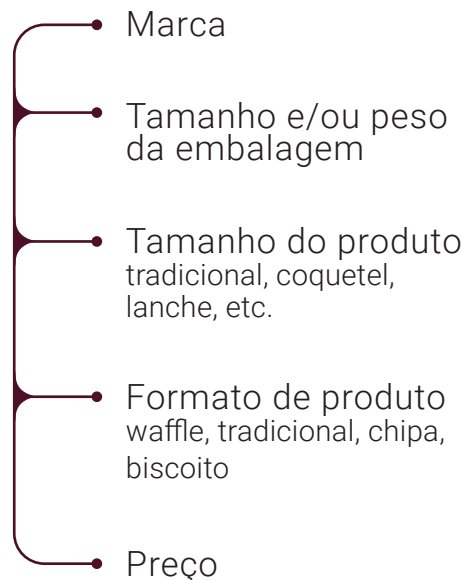 Marca
Tamanho e/ou peso
da embalagem
Tamanho do produto
tradicional, coquetel,
lanche, etc.
Formato de produto
waffle, tradicional, chipa,
biscoito
Preço